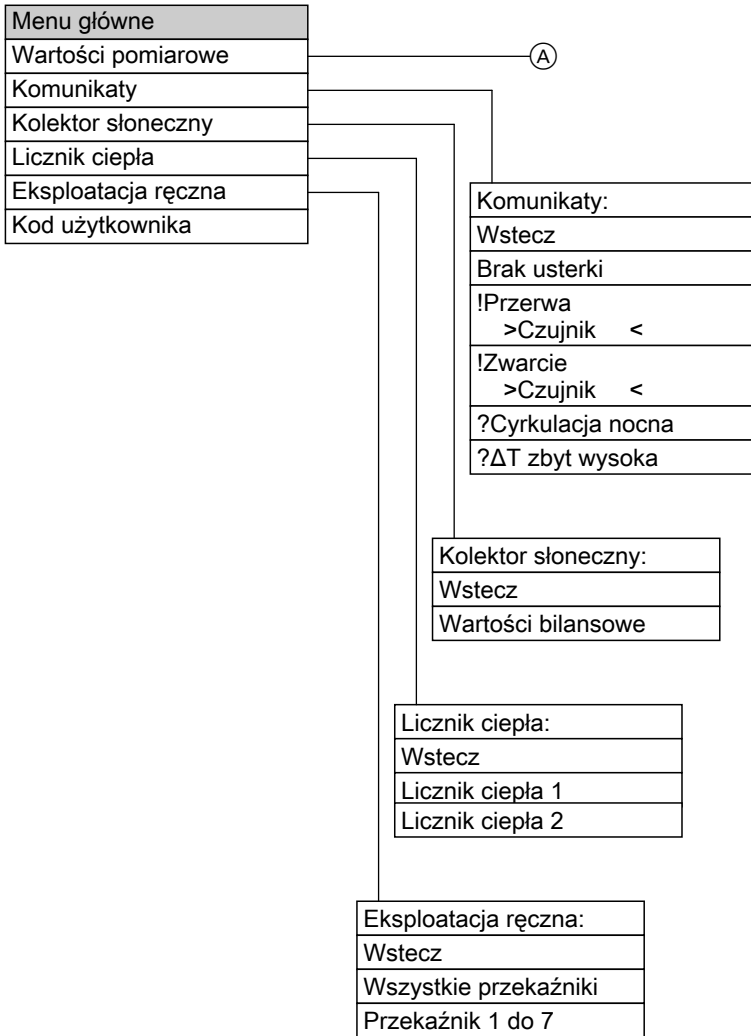 Menu główne
Wartości pomiarowe
A
Komunikaty
Kolektor słoneczny
Licznik ciepła
Eksploatacja ręczna
Kod użytkownika
Komunikaty:
Wstecz
Brak usterki
!Przerwa
>Czujnik <
!Zwarcie
>Czujnik <
?Cyrkulacja nocna
?ΔT zbyt wysoka
Kolektor słoneczny:
Wstecz
Wartości bilansowe
Licznik ciepła:
Wstecz
Licznik ciepła 1
Licznik ciepła 2
Eksploatacja ręczna:
Wstecz
Wszystkie przekaźniki
Przekaźnik 1 do 7